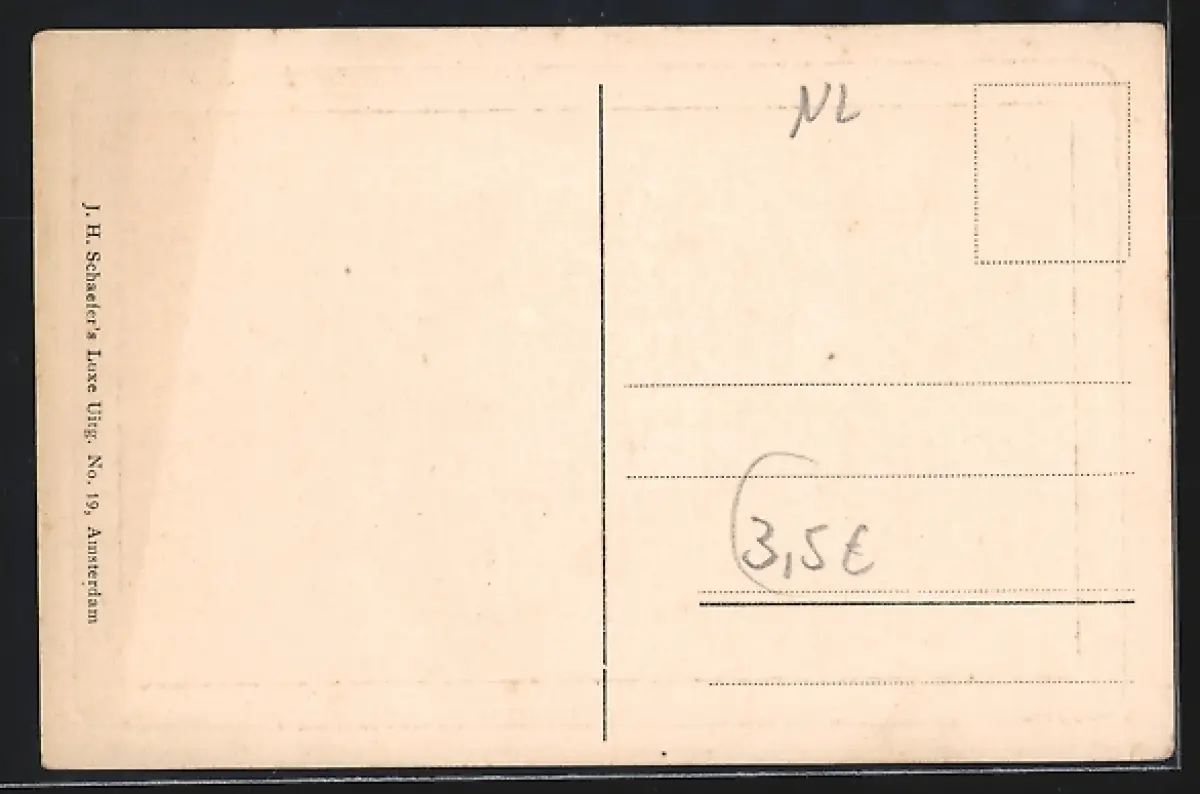 J. H. Schaefer's Luxe Uitg. No. 19, Amsterdam
NL
3,5€